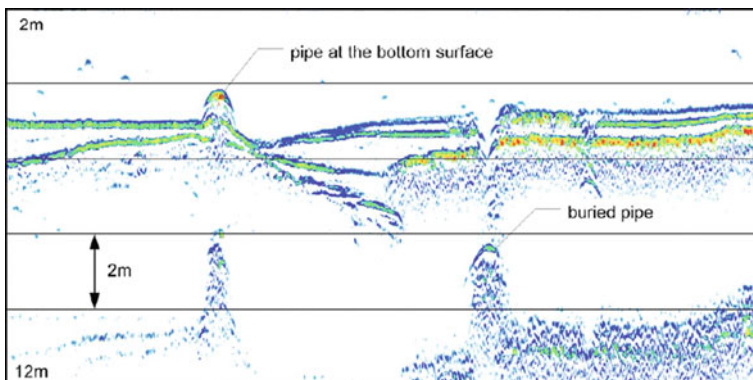 2m
pipe at the bottom surface
buried pipe
2m
12m